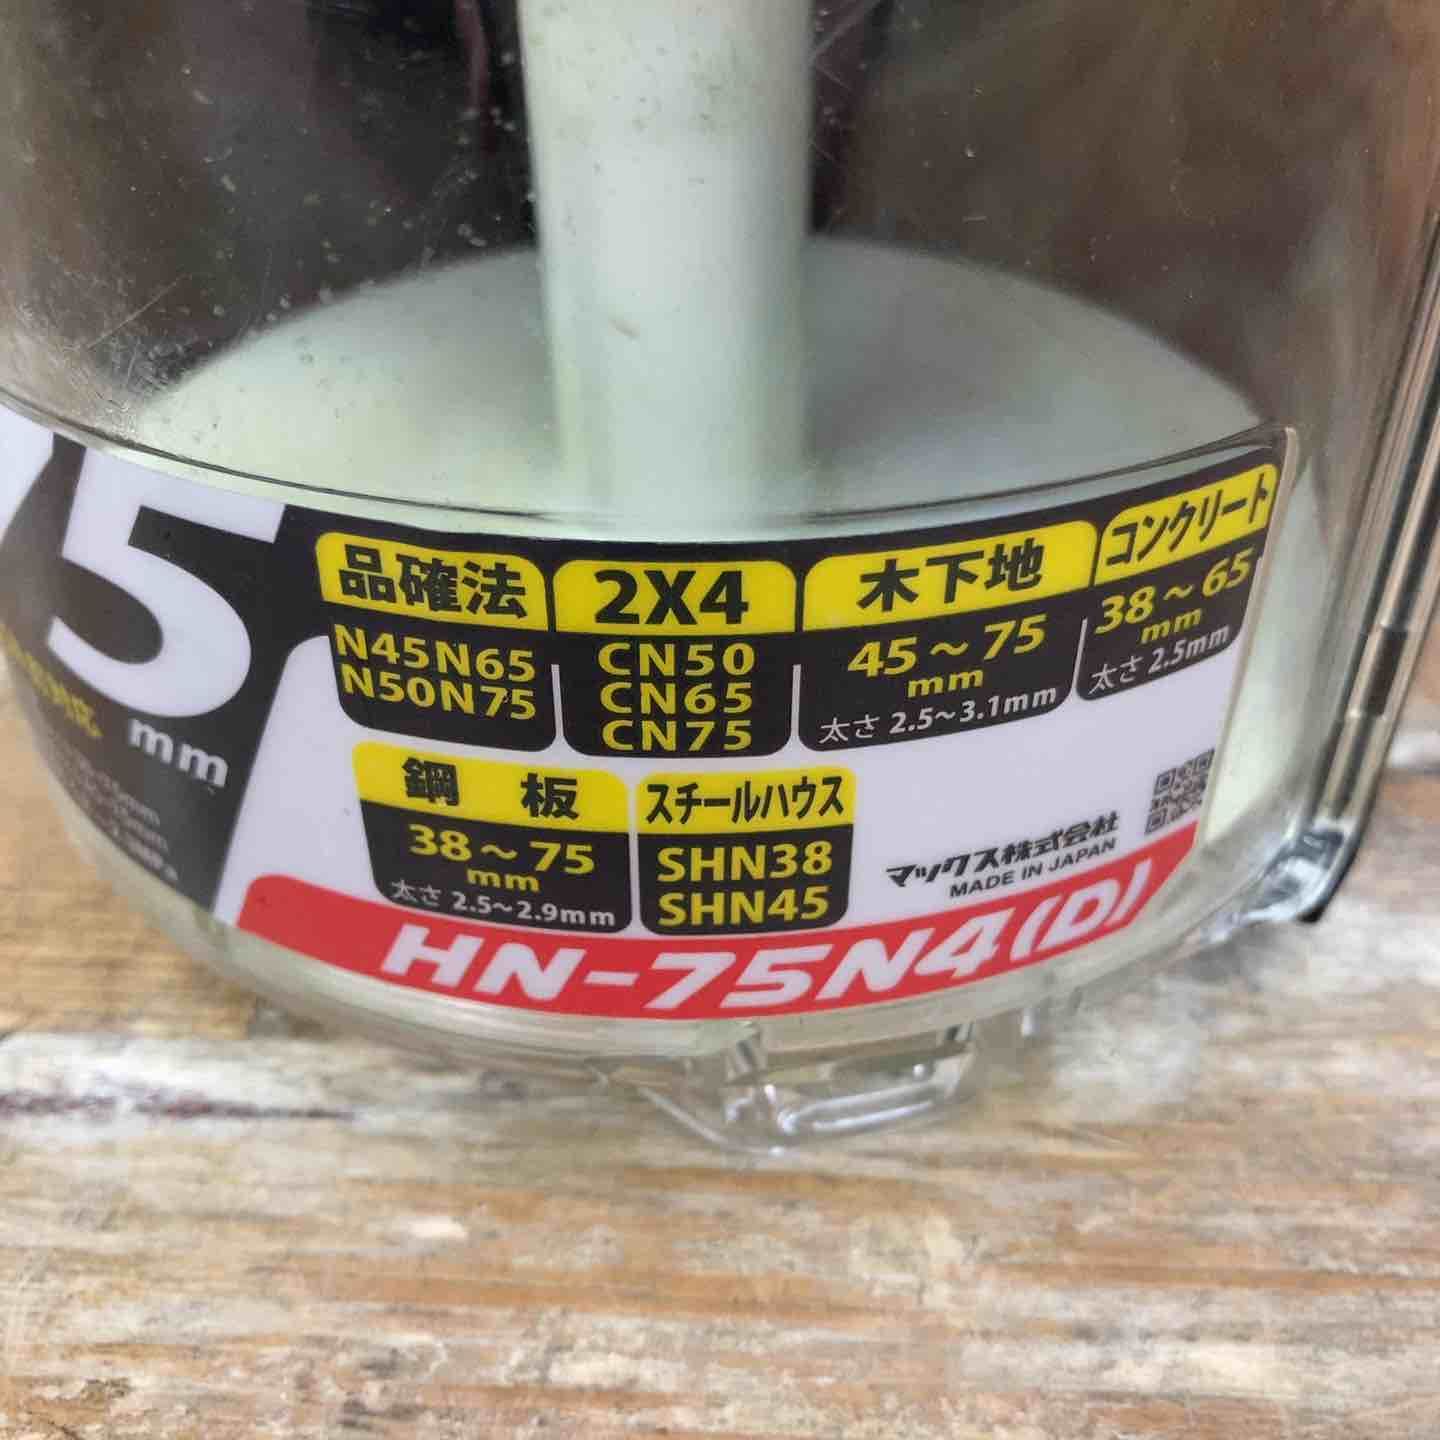 75
mm
品確法
N45N65
N50N75
2X4
CN50
CN65
CN75
木下地
45～75
mm
太さ 2.5～3.1mm
コンクリート
38～65
mm
太さ 2.5mm
鋼 板
38～75
mm
太さ 2.5～2.9mm
スチールハウス
SHN38
SHN45
マックス株式会社
MADE IN JAPAN
HN-75N4(D)